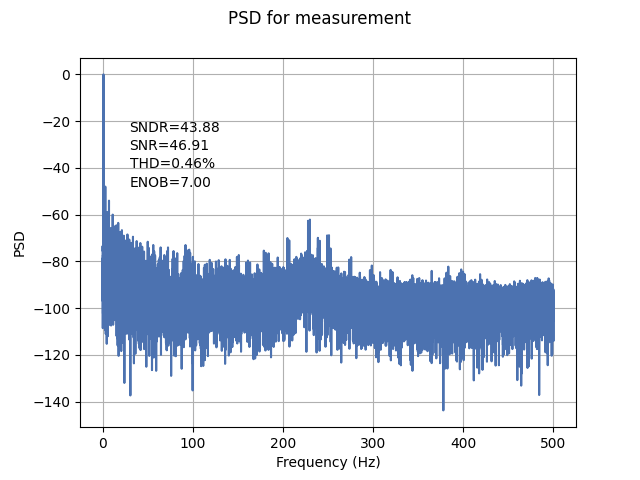 PSD for measurement
0
−20
−40
−60
−80
−100
−120
−140
PSD
SNDR=43.88
SNR=46.91
THD=0.46%
ENOB=7.00
0 100 200 300 400 500
Frequency (Hz)